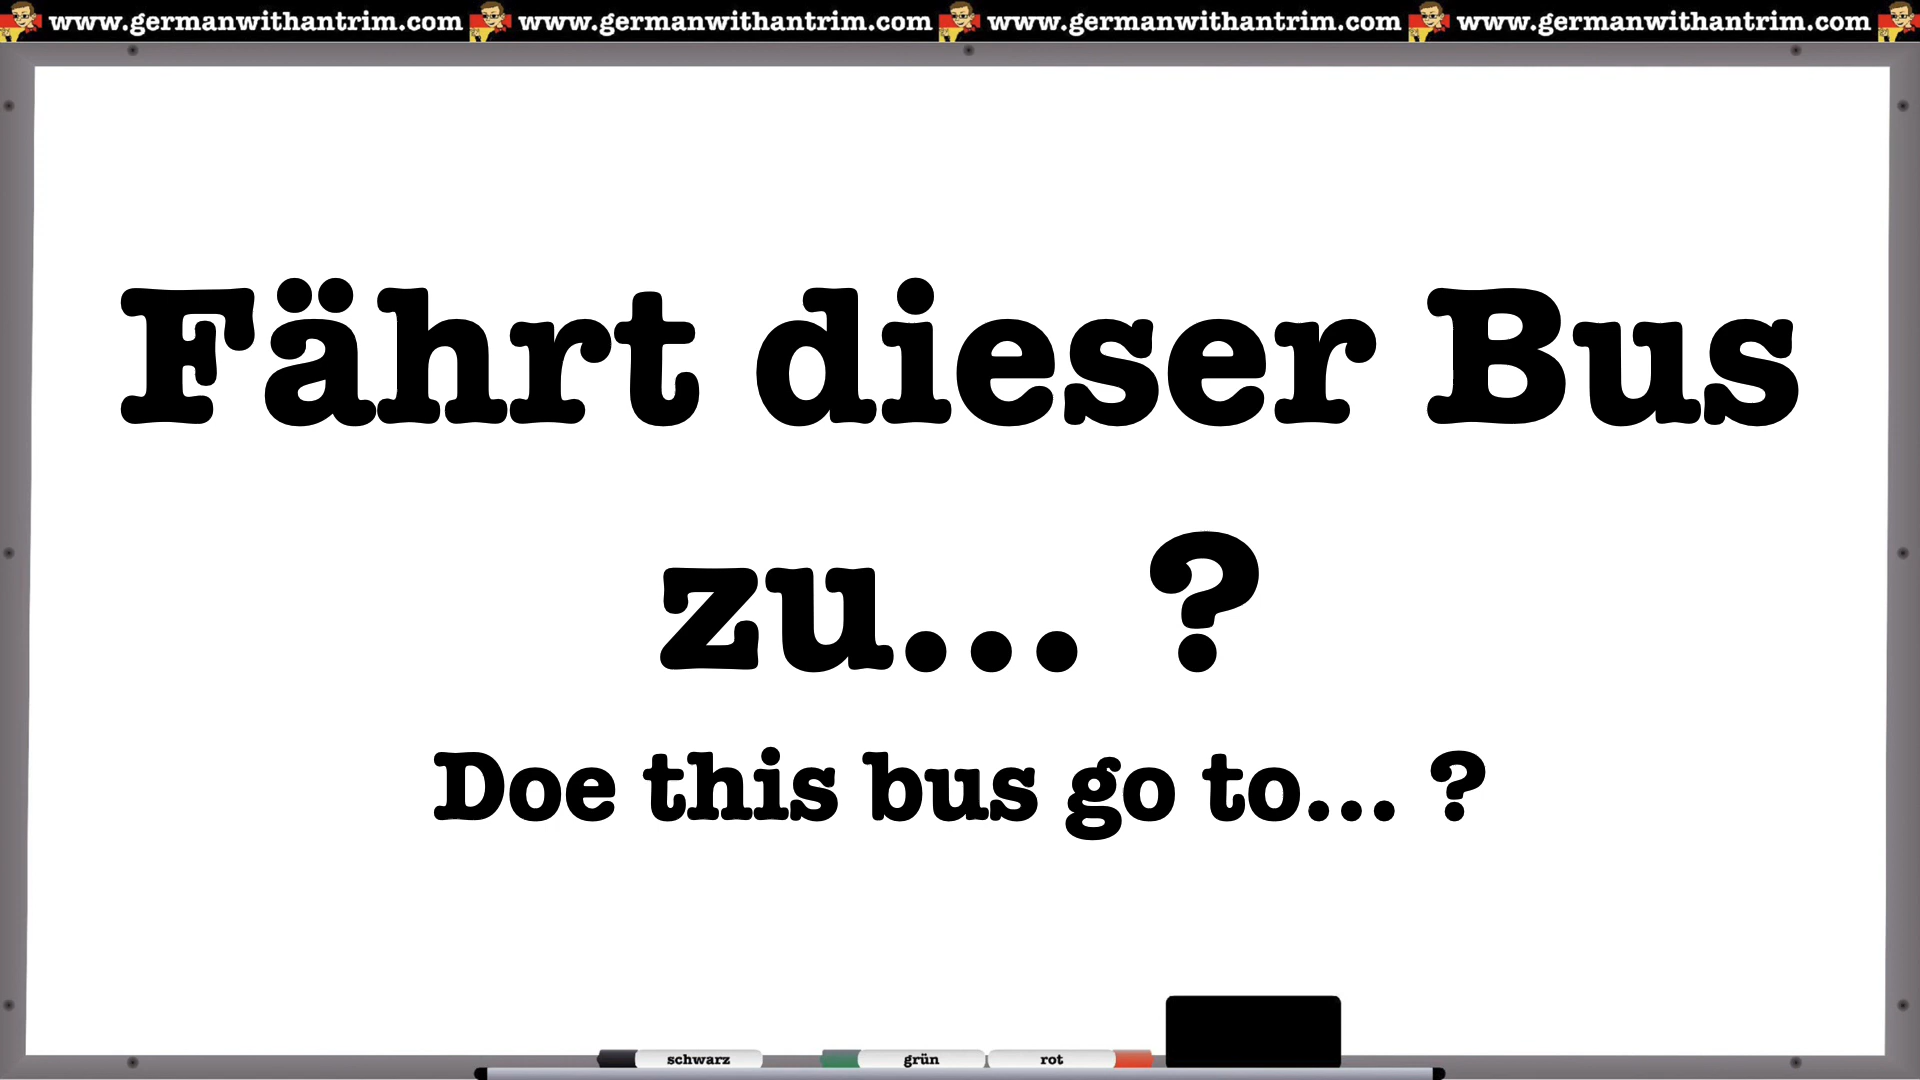 www.germanwithantrim.com www.germanwithantrim.com www.germanwithantrim.com www.germanwithantrim.com
Fährt dieser Bus
zu... ?
Doe this bus go to... ?
schwarz grün rot